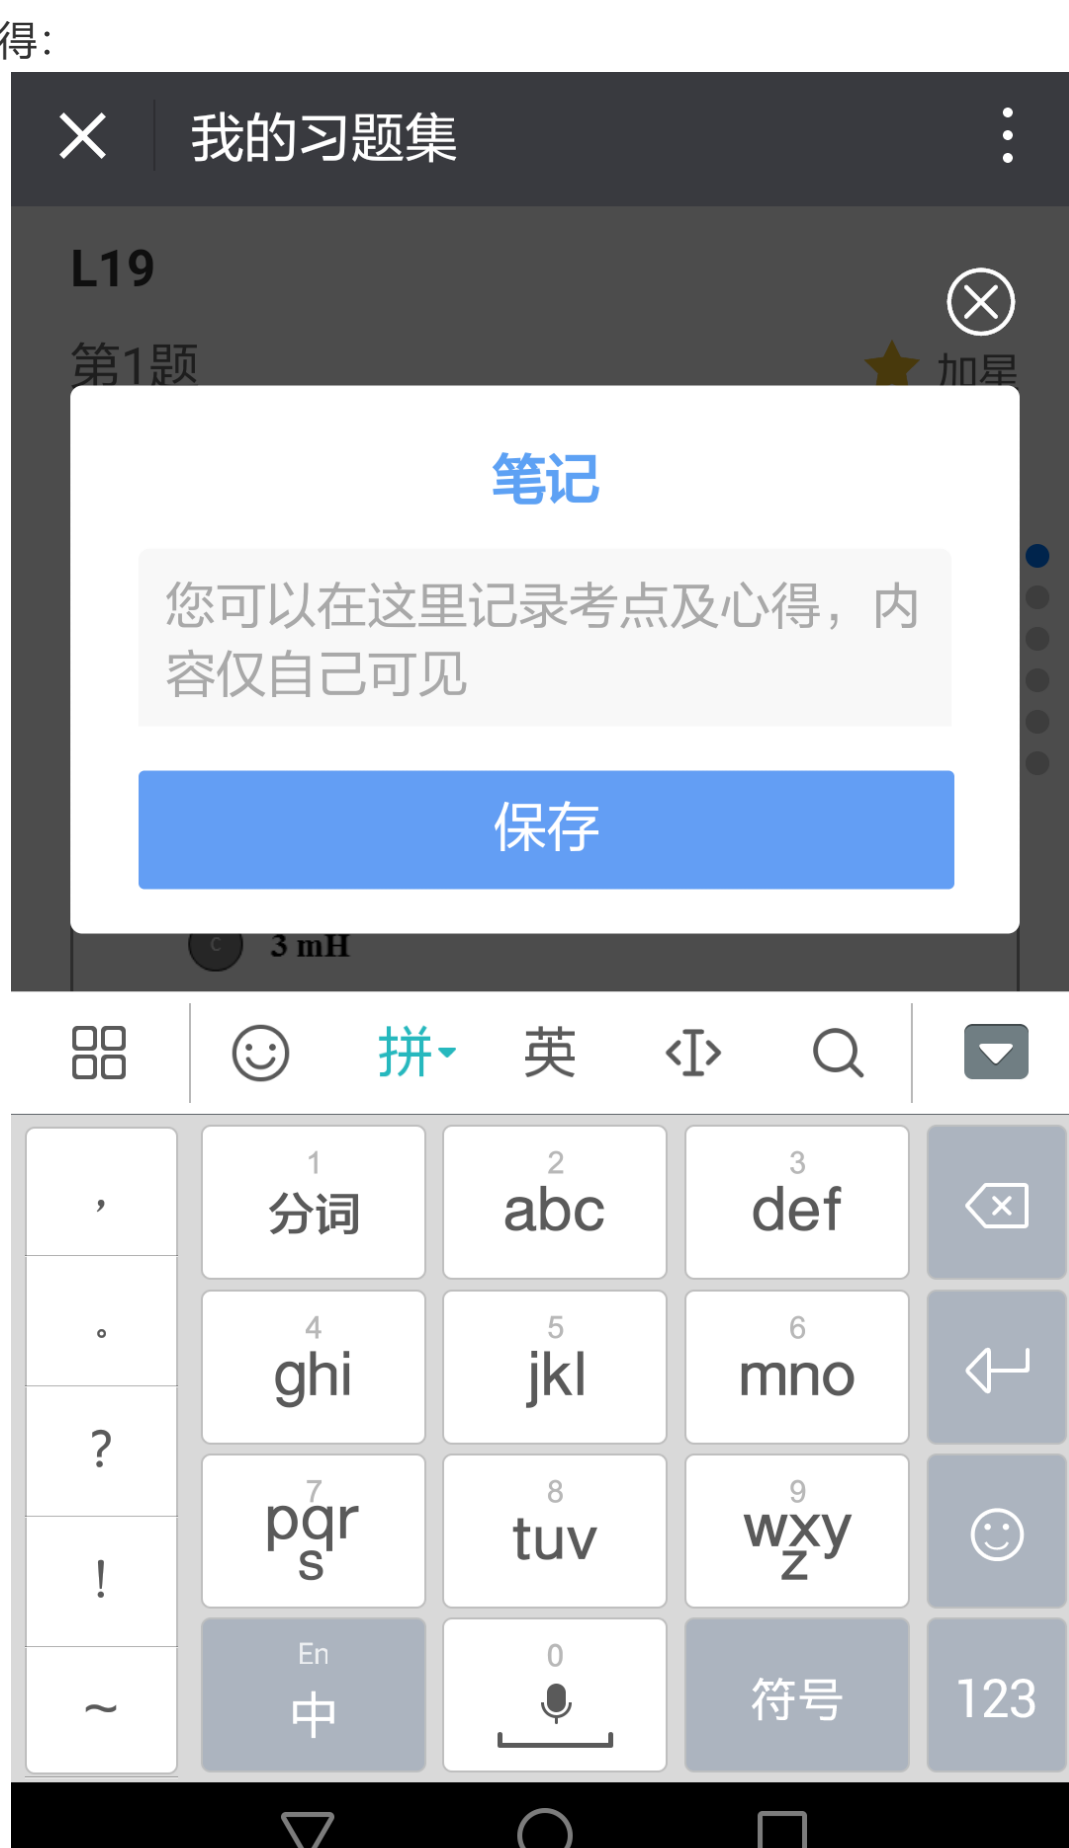 得：
我的习题集
L19
第1题
加星
笔记
您可以在这里记录考点及心得，内
容仅自己可见
保存
C 3 mH
拼 英
，
。
?
!
~
1
分词
2
abc
3
def
4
ghi
5
jkl
6
mno
7
pqr
s
8
tuv
9
wxy
z
En
中
0
符号
123